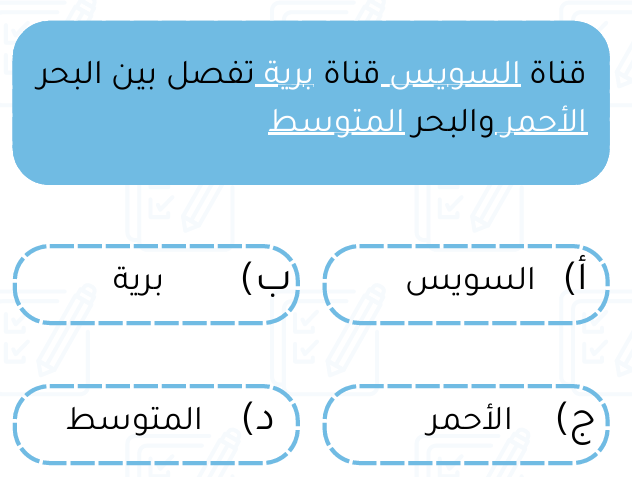 قناة السويس قناة برية تفصل بين البحر
الأحمر والبحر المتوسط
أ) السويس
ب) برية
ج) الأحمر
د) المتوسط